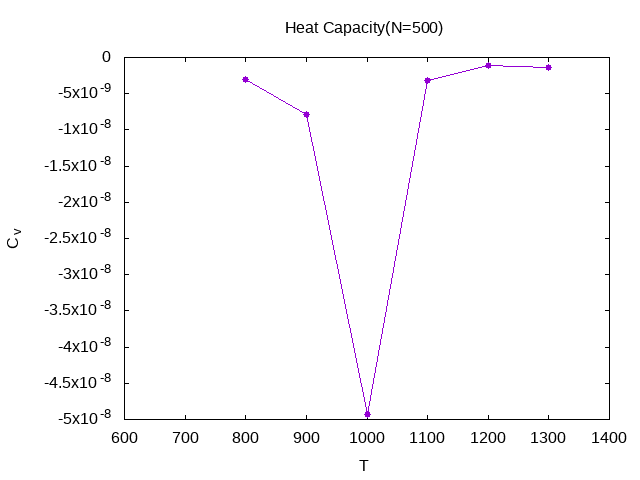 Heat Capacity(N=500)
0
-5x10⁻⁹
-1x10⁻⁸
-1.5x10⁻⁸
-2x10⁻⁸
-2.5x10⁻⁸
-3x10⁻⁸
-3.5x10⁻⁸
-4x10⁻⁸
-4.5x10⁻⁸
-5x10⁻⁸
Cᵥ
600 700 800 900 1000 1100 1200 1300 1400
T